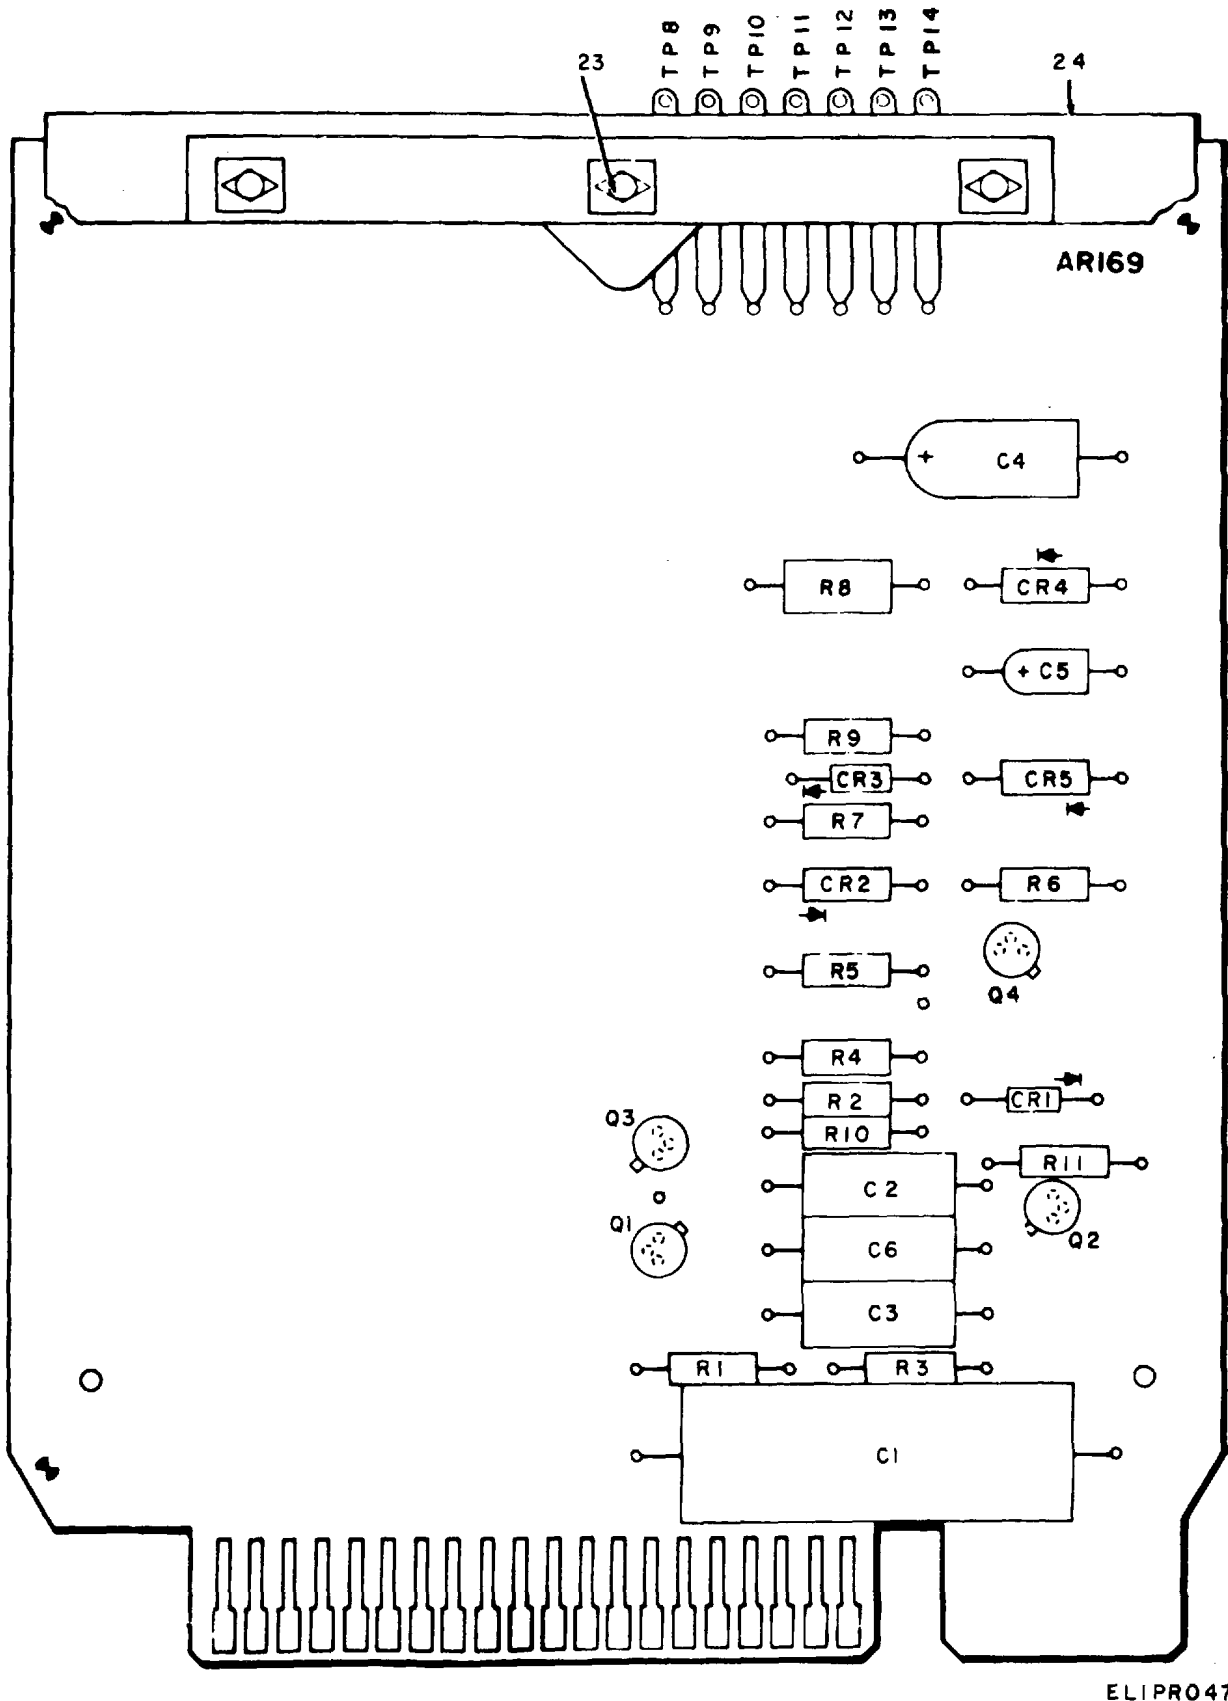 TP8
TP9
TP10
TP11
TP12
TP13
TP14
23
24
AR169
+ C4
R8
CR4
+ C5
R9
CR3
CR5
R7
CR2
R6
R5
Q4
R4
R2
CR1
Q3
R10
R11
C2
Q1
Q2
C6
C3
R1
R3
C1
ELIPRO47